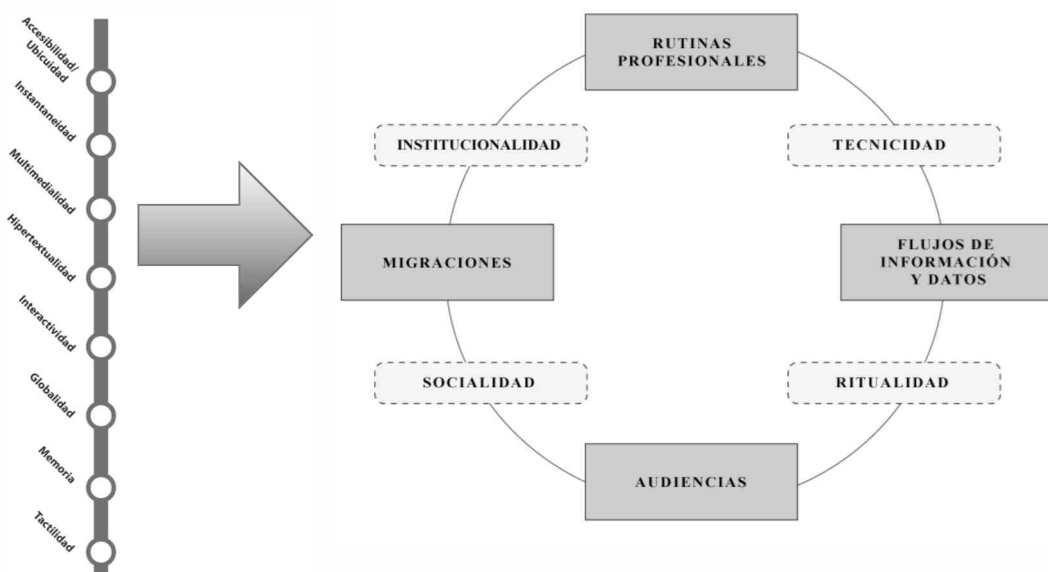 Accesibilidad/
Ubicuidad
Instantaneidad
Multimedialidad
Hipertextualidad
Interactividad
Globalidad
Memoria
Tactilidad
RUTINAS
PROFESIONALES
INSTITUCIONALIDAD
TECNICIDAD
MIGRACIONES
FLUJOS DE
INFORMACIÓN
Y DATOS
SOCIALIDAD
RITUALIDAD
AUDIENCIAS